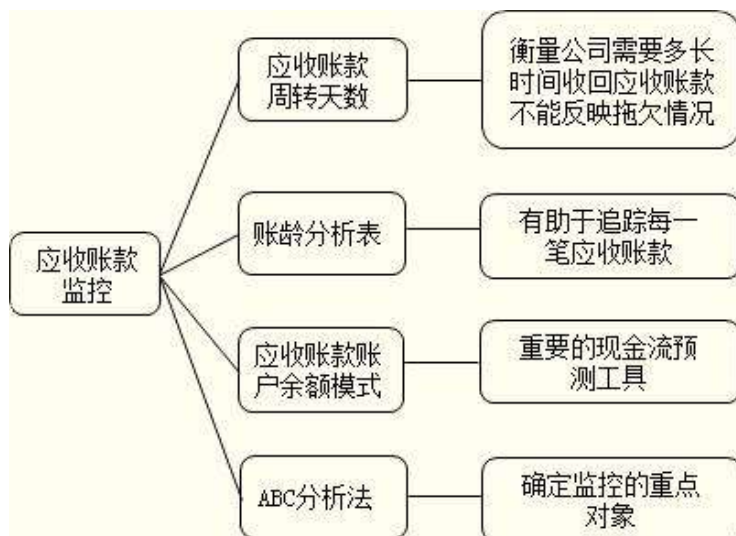 应收账款
监控
应收账款
周转天数
衡量公司需要多长
时间收回应收账款
不能反映拖欠情况
账龄分析表
有助于追踪每一
笔应收账款
应收账款账
户余额模式
重要的现金流预
测工具
ABC分析法
确定监控的重点
对象